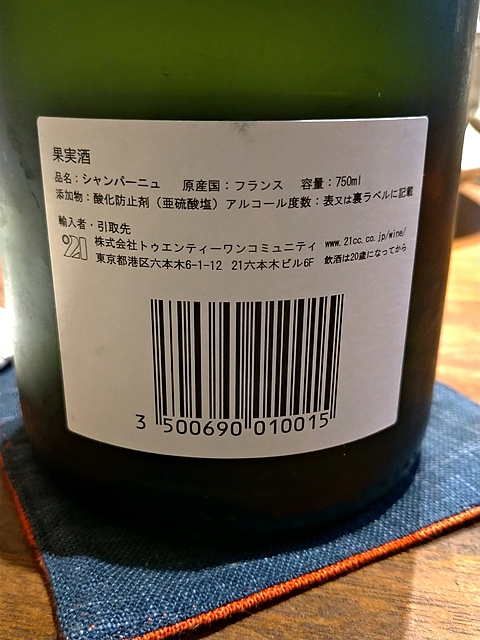 果実酒
品名：シャンパーニュ 原産国：フランス 容量：750ml
添加物：酸化防止剤（亜硫酸塩）アルコール度数：表又は裏ラベルに記載
輸入者・引取先
'21 株式会社トゥエンティーワンコミュニティ www.21cc.co.jp/wine/
東京都港区六本木6-1-12 21六本木ビル6F 飲酒は20歳になってから
3 500690 010015